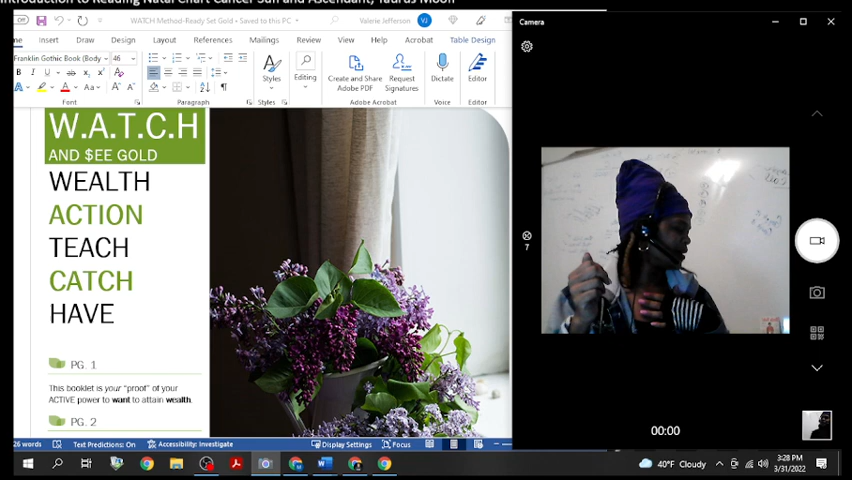 Introduction to Reading Natal Chart Cancer Sun and Ascendant, Taurus Moon
Off
WATCH Method-Ready Set Gold • Saved to this PC
Valerie Jefferson
VJ
Insert
Draw
Design
Layout
References
Mailings
Review
View
Help
Acrobat
Table Design
Franklin Gothic Book (Body
46
Styles
Editing
Create and Share
Adobe PDF
Request
Signatures
Dictate
Editor
Font
Paragraph
Styles
Adobe Acrobat
Voice
Editor
W.A.T.C.H
AND $EE GOLD
WEALTH
ACTION
TEACH
CATCH
HAVE
PG. 1
This booklet is your "proof" of your
ACTIVE power to want to attain wealth.
PG. 2
26 words
Text Predictions: On
Accessibility: Investigate
Display Settings
Focus
Camera
7
00:00
40°F Cloudy
3:28 PM
3/31/2022